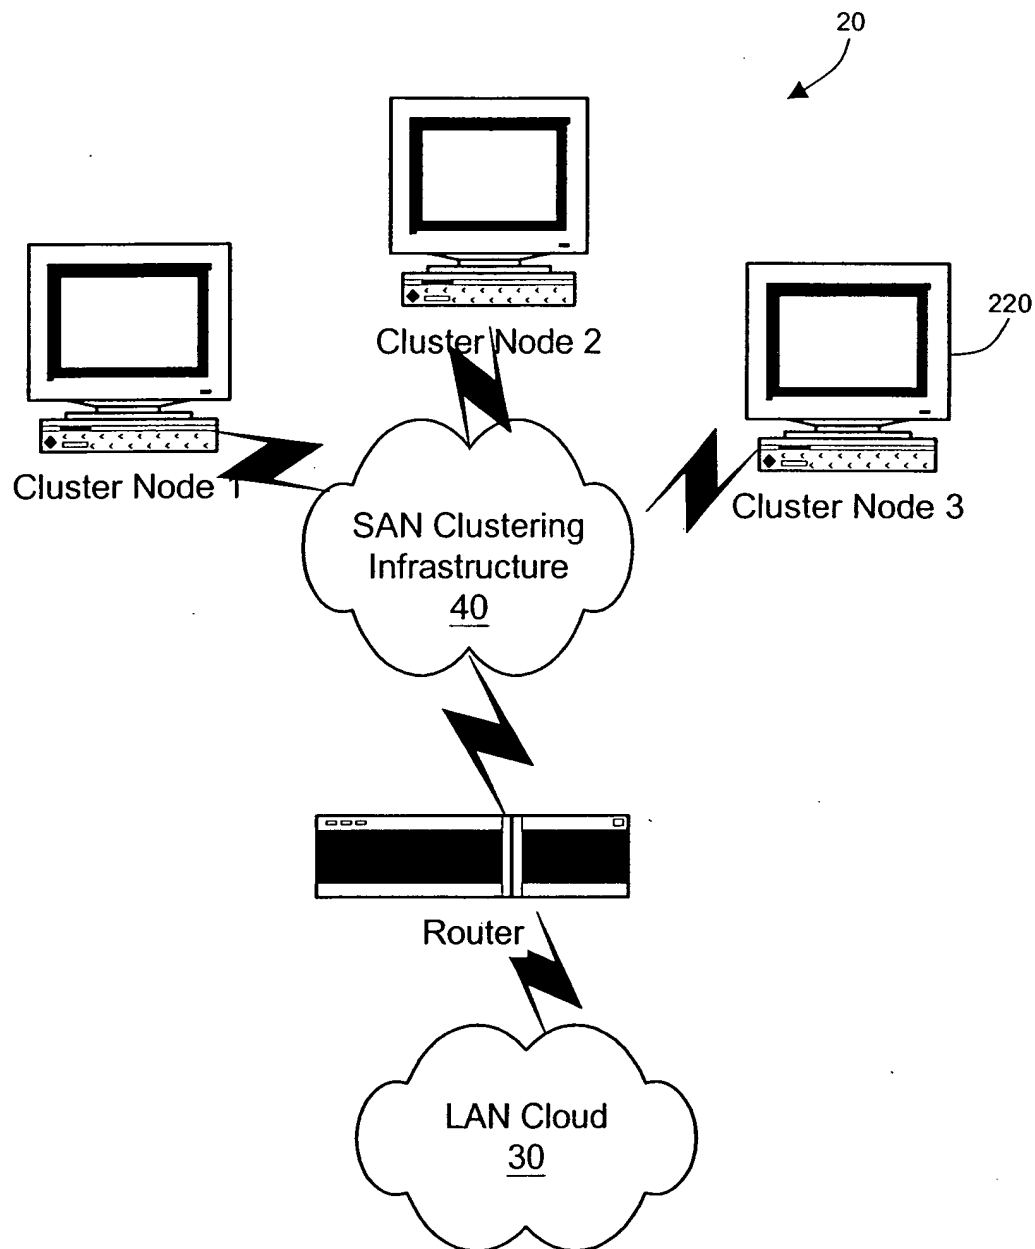 20
Cluster Node 2
220
Cluster Node 1
Cluster Node 3
SAN Clustering
Infrastructure
40
Router
LAN Cloud
30